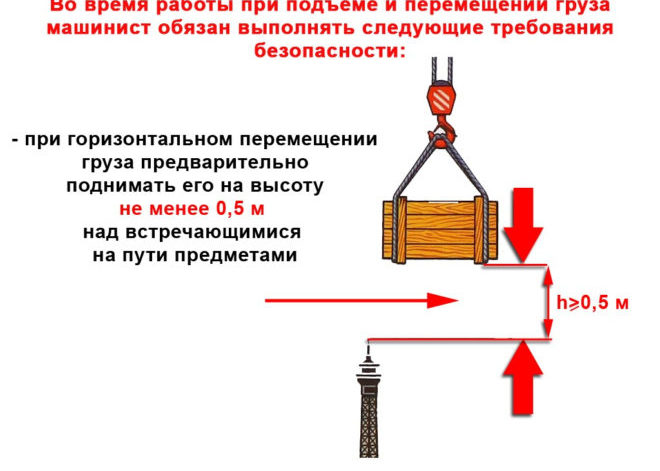 Во время работы при подъеме и перемещении груза
машинист обязан выполнять следующие требования
безопасности:
- при горизонтальном перемещении
груза предварительно
поднимать его на высоту
не менее 0,5 м
над встречающимися
на пути предметами
h⩾0,5 м